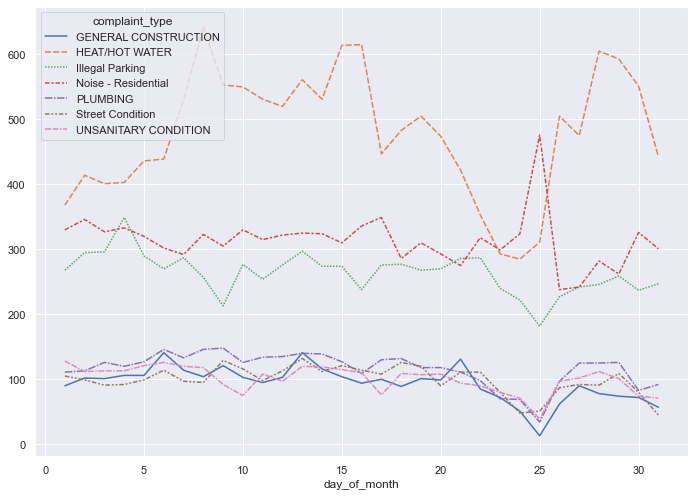 complaint_type
GENERAL CONSTRUCTION
HEAT/HOT WATER
Illegal Parking
Noise - Residential
PLUMBING
Street Condition
UNSANITARY CONDITION
600
500
400
300
200
100
0
0
5
10
15
20
25
30
day_of_month